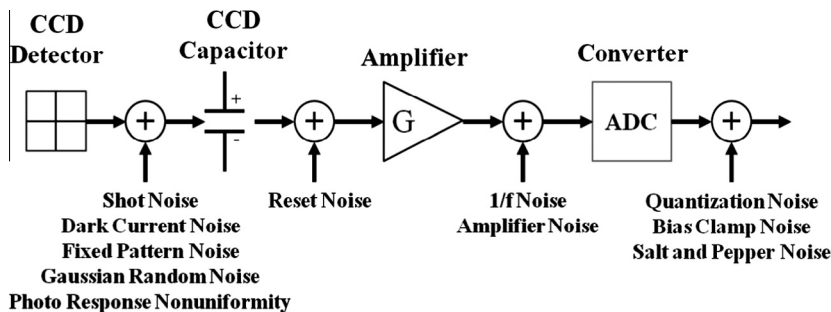 CCD
Detector
CCD
Capacitor
Amplifier
Converter
+
-
+
+
G
+
ADC
+
Shot Noise
Dark Current Noise
Fixed Pattern Noise
Gaussian Random Noise
Photo Response Nonuniformity
Reset Noise
1/f Noise
Amplifier Noise
Quantization Noise
Bias Clamp Noise
Salt and Pepper Noise